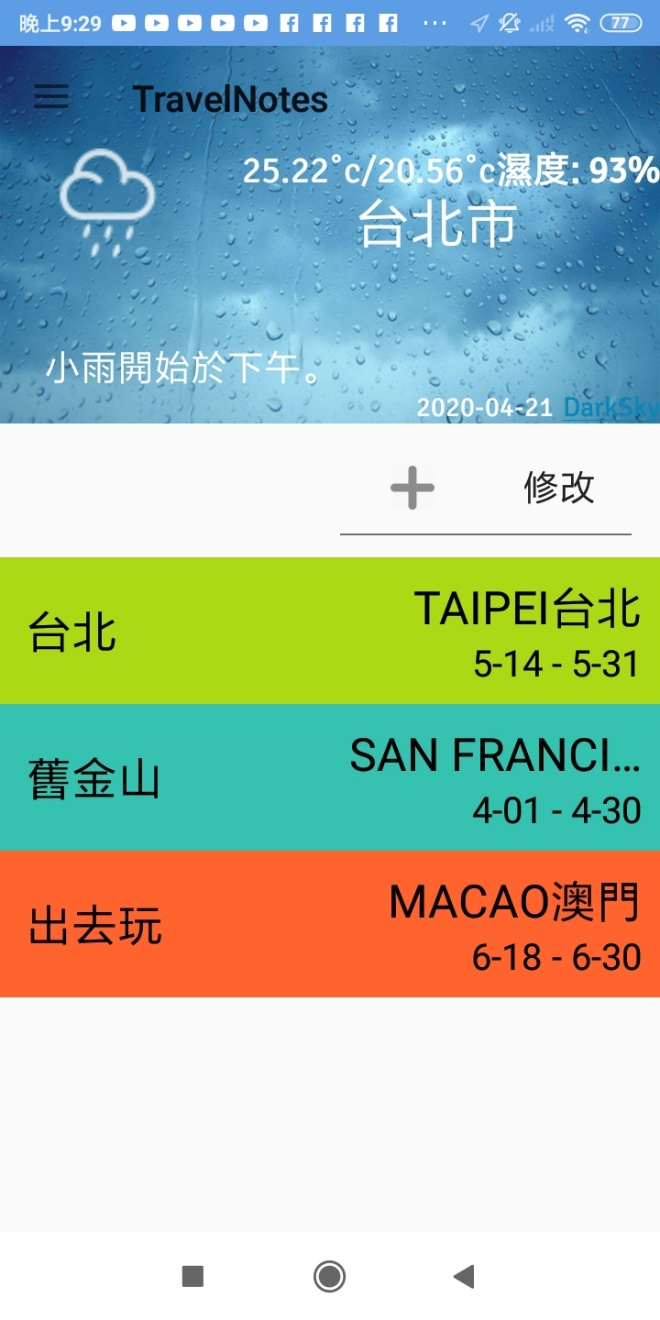 晚上9:29 77
TravelNotes
25.22°c/20.56°c濕度: 93%
台北市
小雨開始於下午。
2020-04-21 DarkSky
修改
台北
TAIPEI台北
5-14 - 5-31
舊金山
SAN FRANCI...
4-01 - 4-30
出去玩
MACAO澳門
6-18 - 6-30